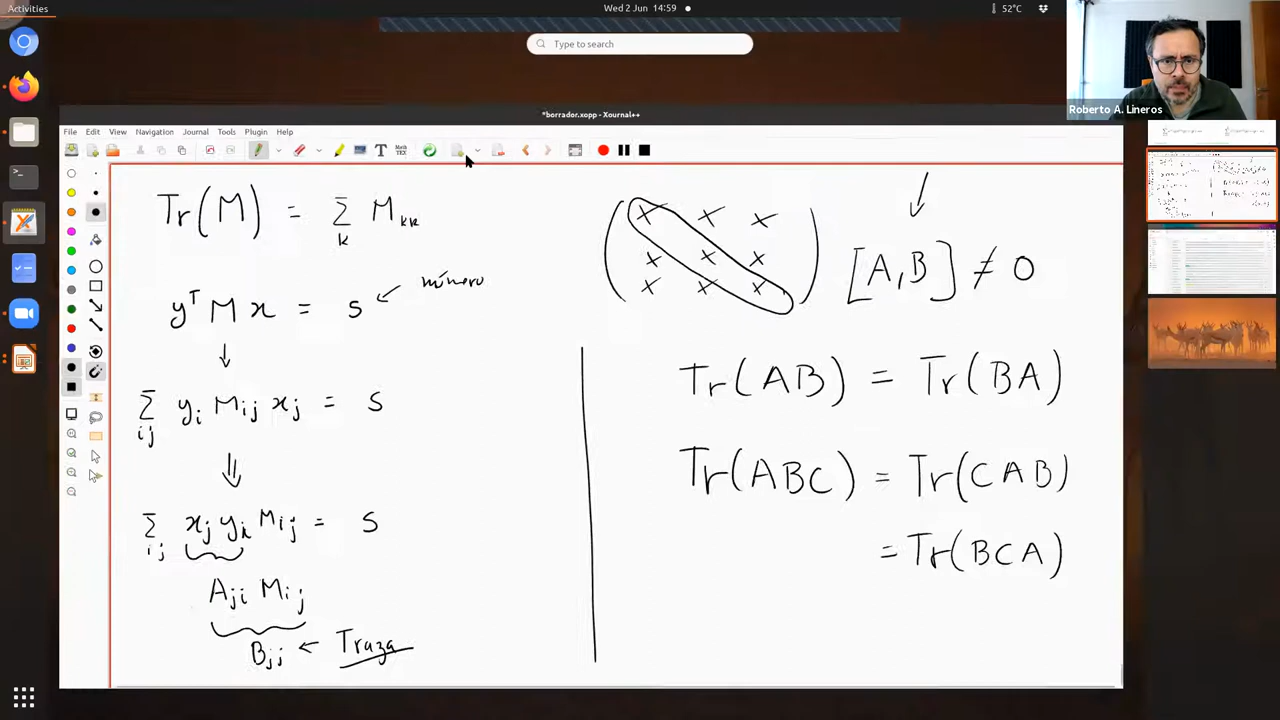 Activities
Wed 2 Jun 14:59
52°C
Type to search
Roberto A. Lineros
*borrador.xopp - Xournal++
File Edit View Navigation Journal Tools Plugin Help
Tr(M) = Σ_k M_kk
yᵀ M x = s ← número
↓
Σ_ij y_i M_ij x_j = s
⇓
Σ_ij x_j y_i M_ij = s
A_ji M_ij
B_jj ← Traza
↓
[A,B] ≠ 0
Tr(AB) = Tr(BA)
Tr(ABC) = Tr(CAB)
= Tr(BCA)